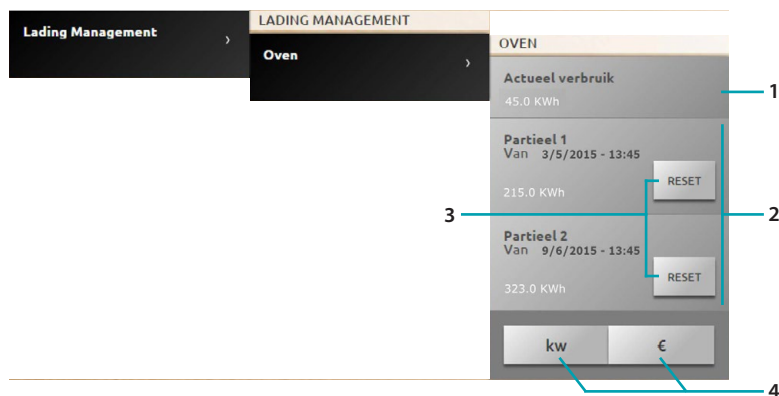 Lading Management
LADING MANAGEMENT
Oven
OVEN
Actueel verbruik
45.0 KWh
1
Partieel 1
Van 3/5/2015 - 13:45
215.0 KWh
RESET
3
2
Partieel 2
Van 9/6/2015 - 13:45
323.0 KWh
RESET
kw
€
4